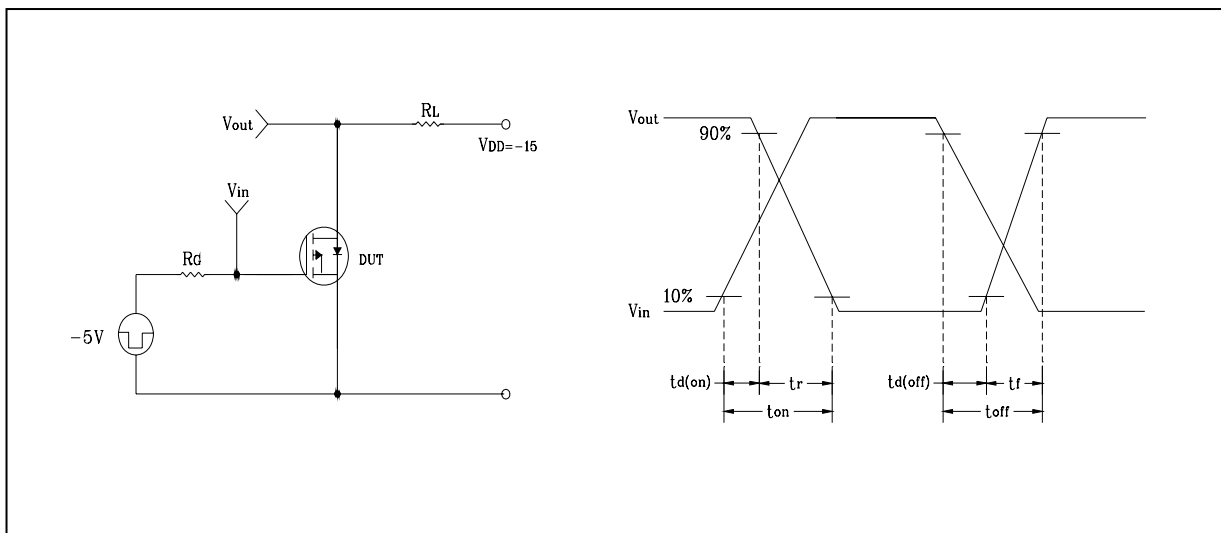 Vout
RL
VDD=-15
Vin
RG
DUT
-5V
Vout
90%
10%
Vin
td(on)
tr
td(off)
tf
ton
toff